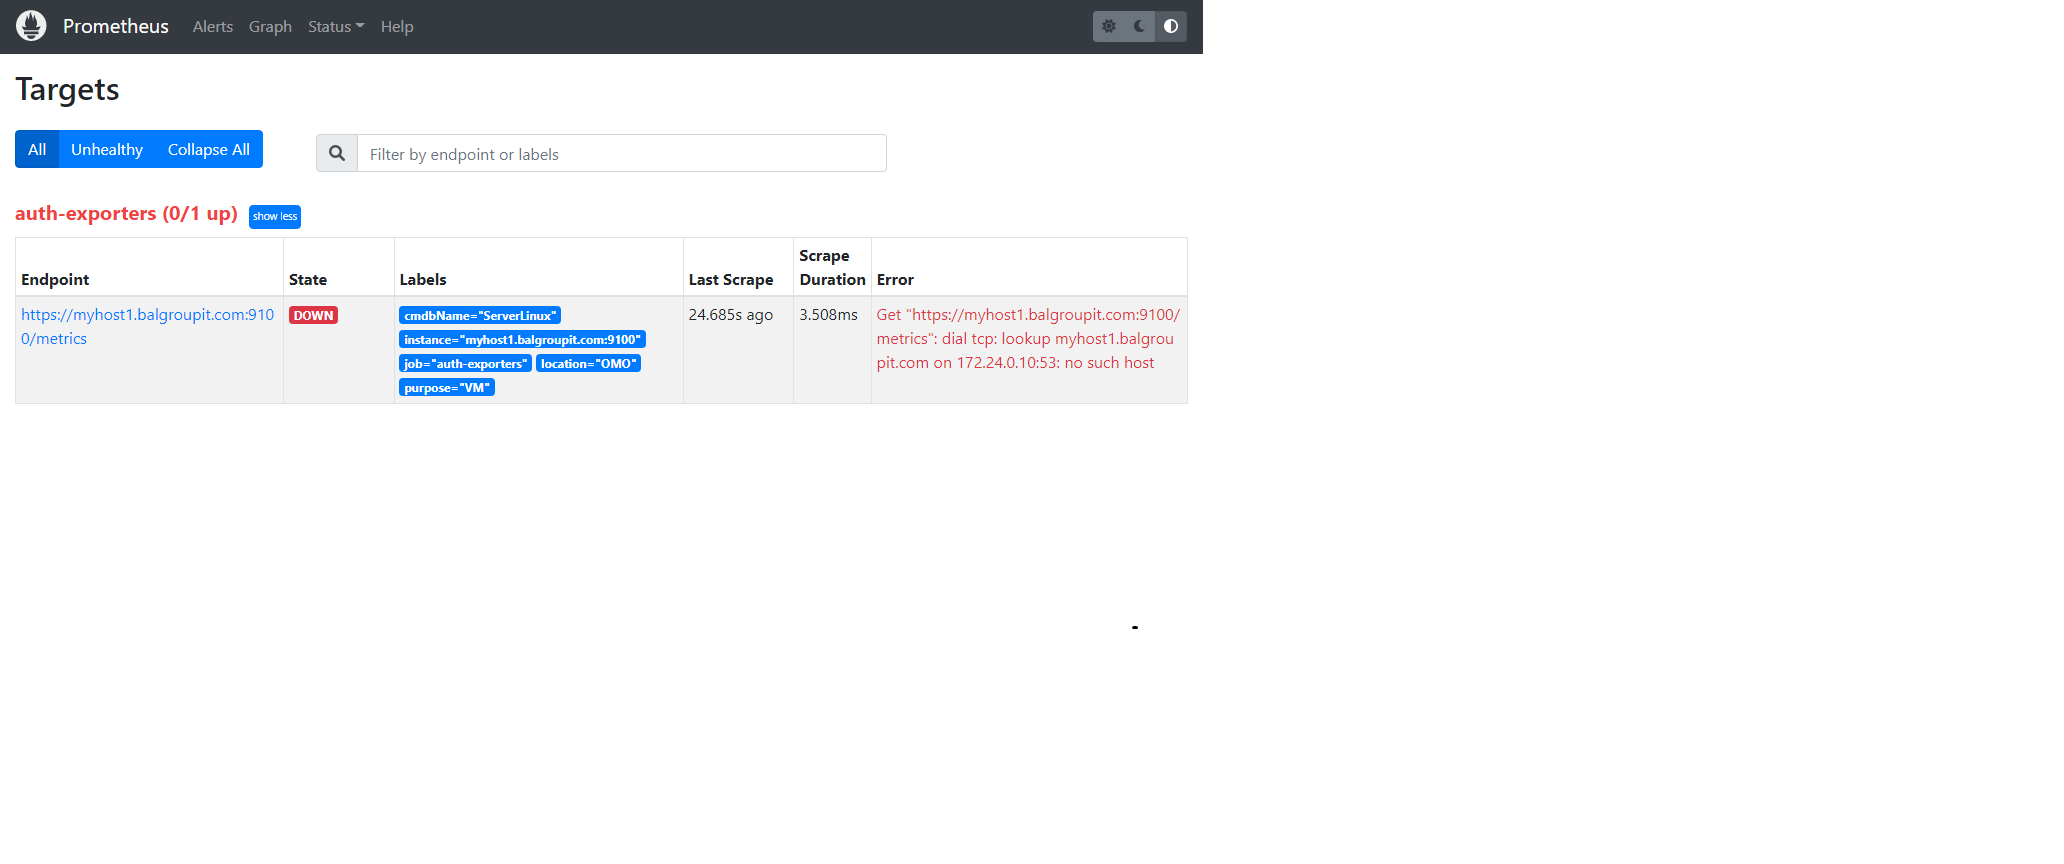 Prometheus Alerts Graph Status Help
Targets
All Unhealthy Collapse All
Filter by endpoint or labels
auth-exporters (0/1 up) show less
Endpoint State Labels Last Scrape Scrape Duration Error
https://myhost1.balgroupit.com:910
0/metrics
DOWN
cmdbName="ServerLinux"
instance="myhost1.balgroupit.com:9100"
job="auth-exporters" location="OMO"
purpose="VM"
24.685s ago
3.508ms
Get "https://myhost1.balgroupit.com:9100/
metrics": dial tcp: lookup myhost1.balgrou
pit.com on 172.24.0.10:53: no such host